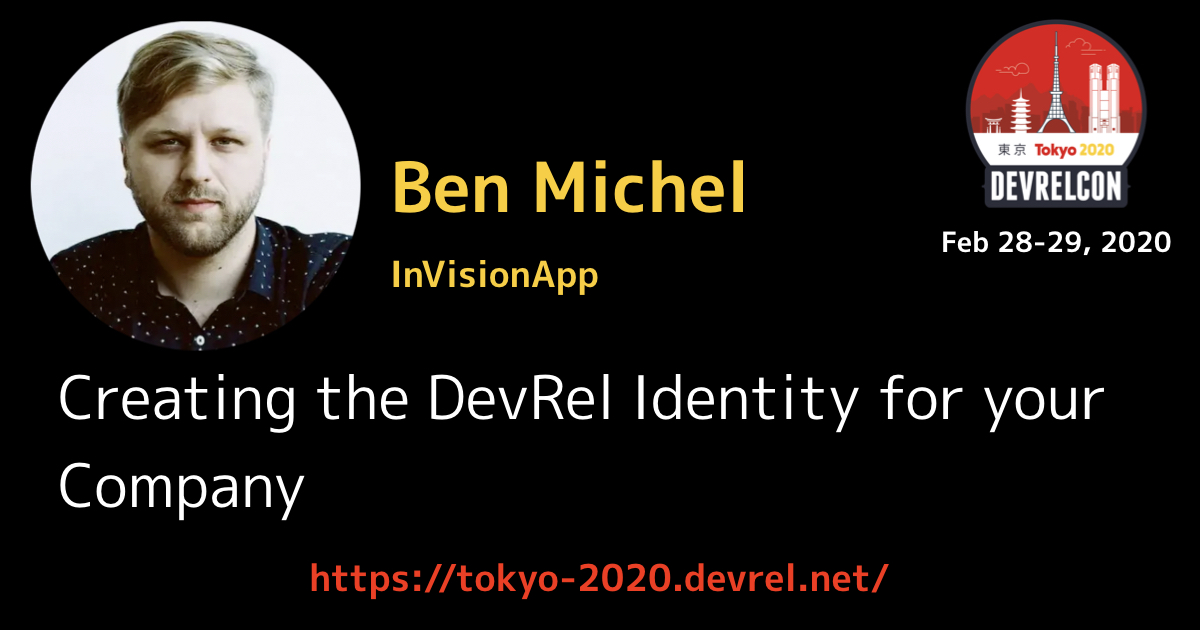 Ben Michel
InVisionApp
東京 Tokyo 2020
DEVRELCON
Feb 28-29, 2020
Creating the DevRel Identity for your
Company
https://tokyo-2020.devrel.net/